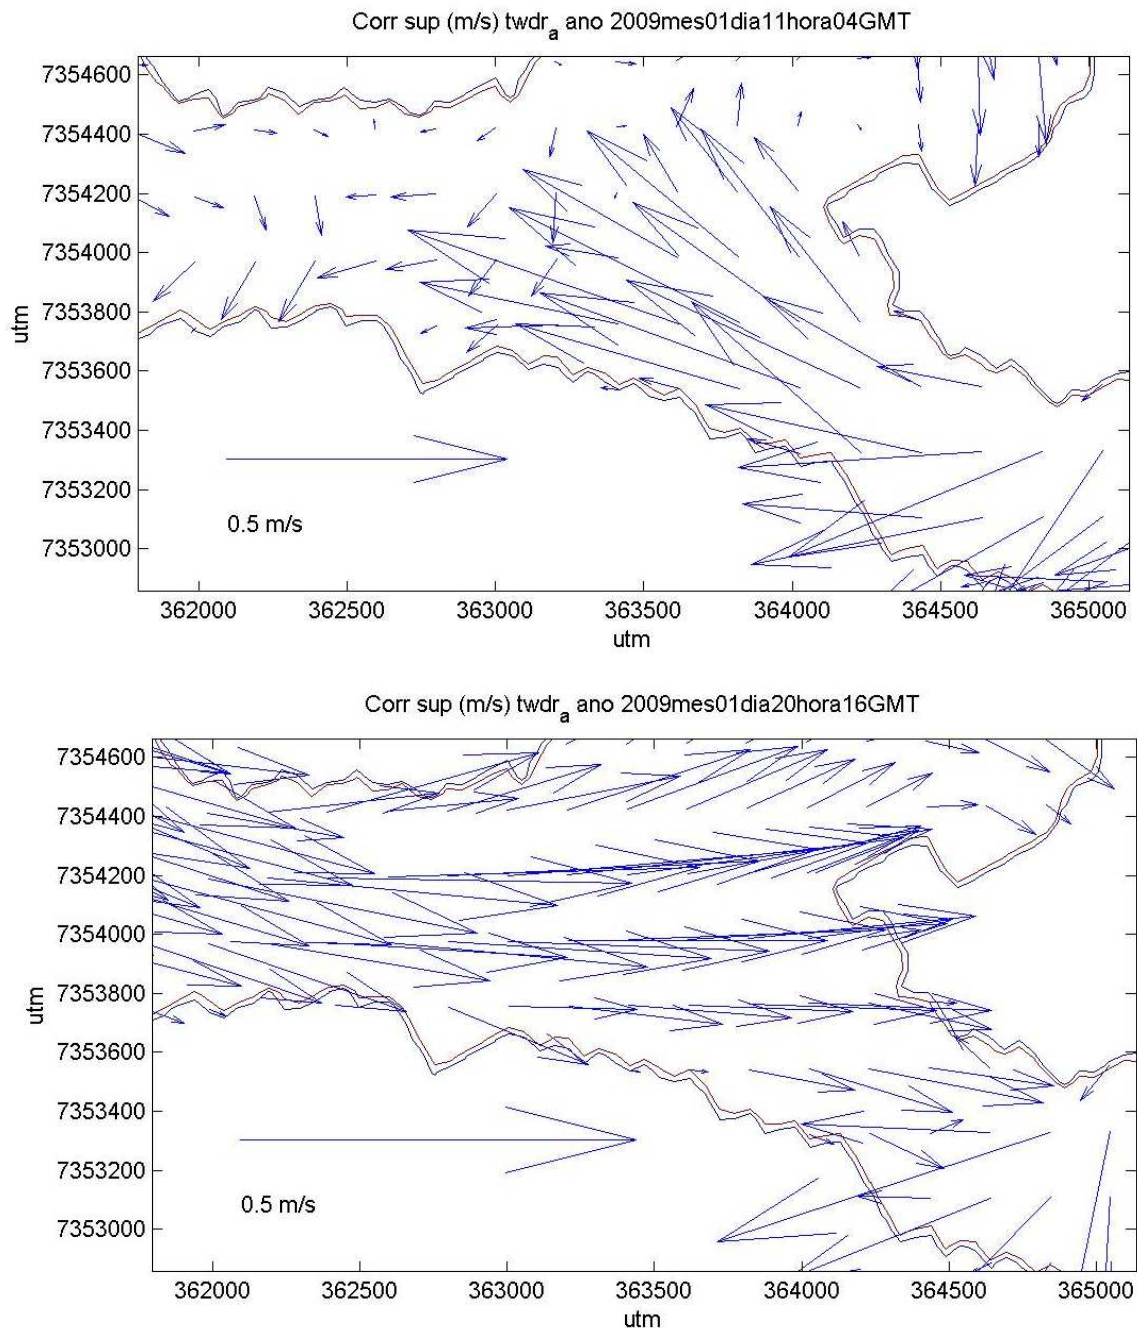 Corr sup (m/s) twdr_a ano 2009mes01dia11hora04GMT
7354600
7354400
7354200
7354000
7353800
7353600
7353400
7353200
7353000
utm
0.5 m/s
362000 362500 363000 363500 364000 364500 365000
utm
Corr sup (m/s) twdr_a ano 2009mes01dia20hora16GMT
7354600
7354400
7354200
7354000
7353800
7353600
7353400
7353200
7353000
utm
0.5 m/s
362000 362500 363000 363500 364000 364500 365000
utm